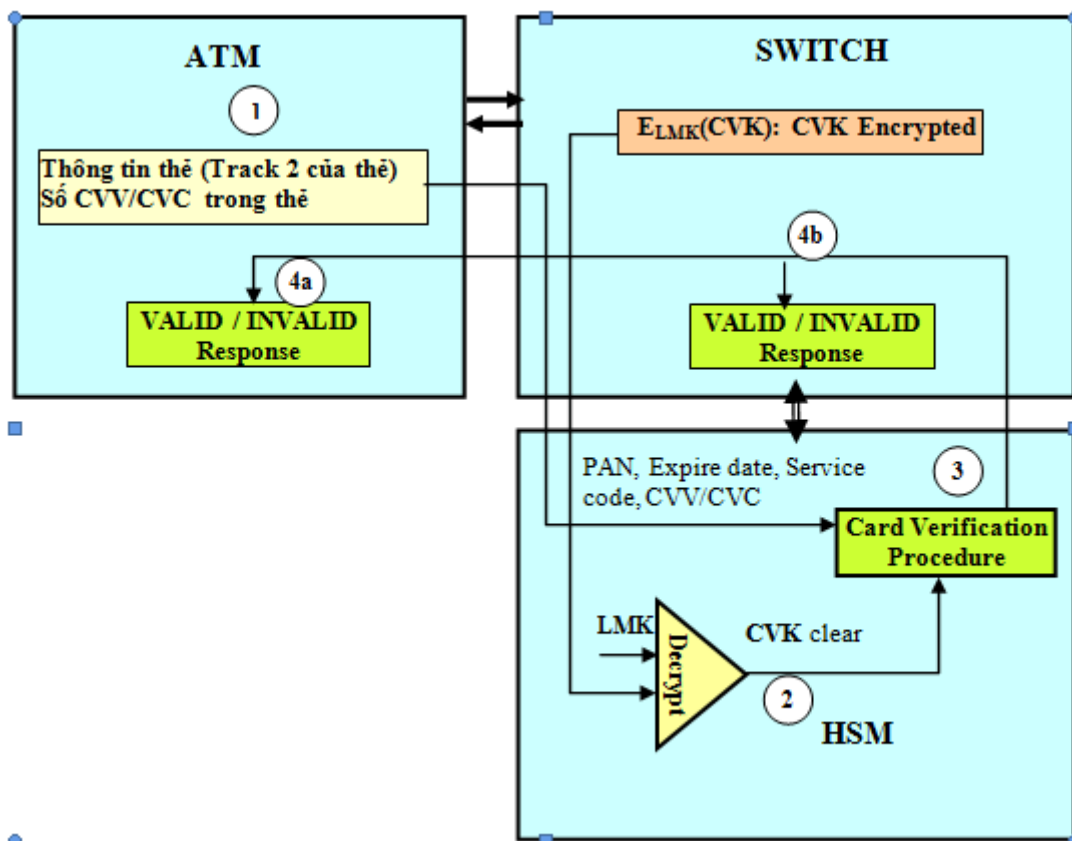 ATM
1
Thông tin thẻ (Track 2 của thẻ)
Số CVV/CVC trong thẻ
4a
VALID / INVALID
Response
SWITCH
ELMK(CVK): CVK Encrypted
4b
VALID / INVALID
Response
PAN, Expire date, Service
code, CVV/CVC
3
Card Verification
Procedure
LMK
Decrypt
CVK clear
2
HSM